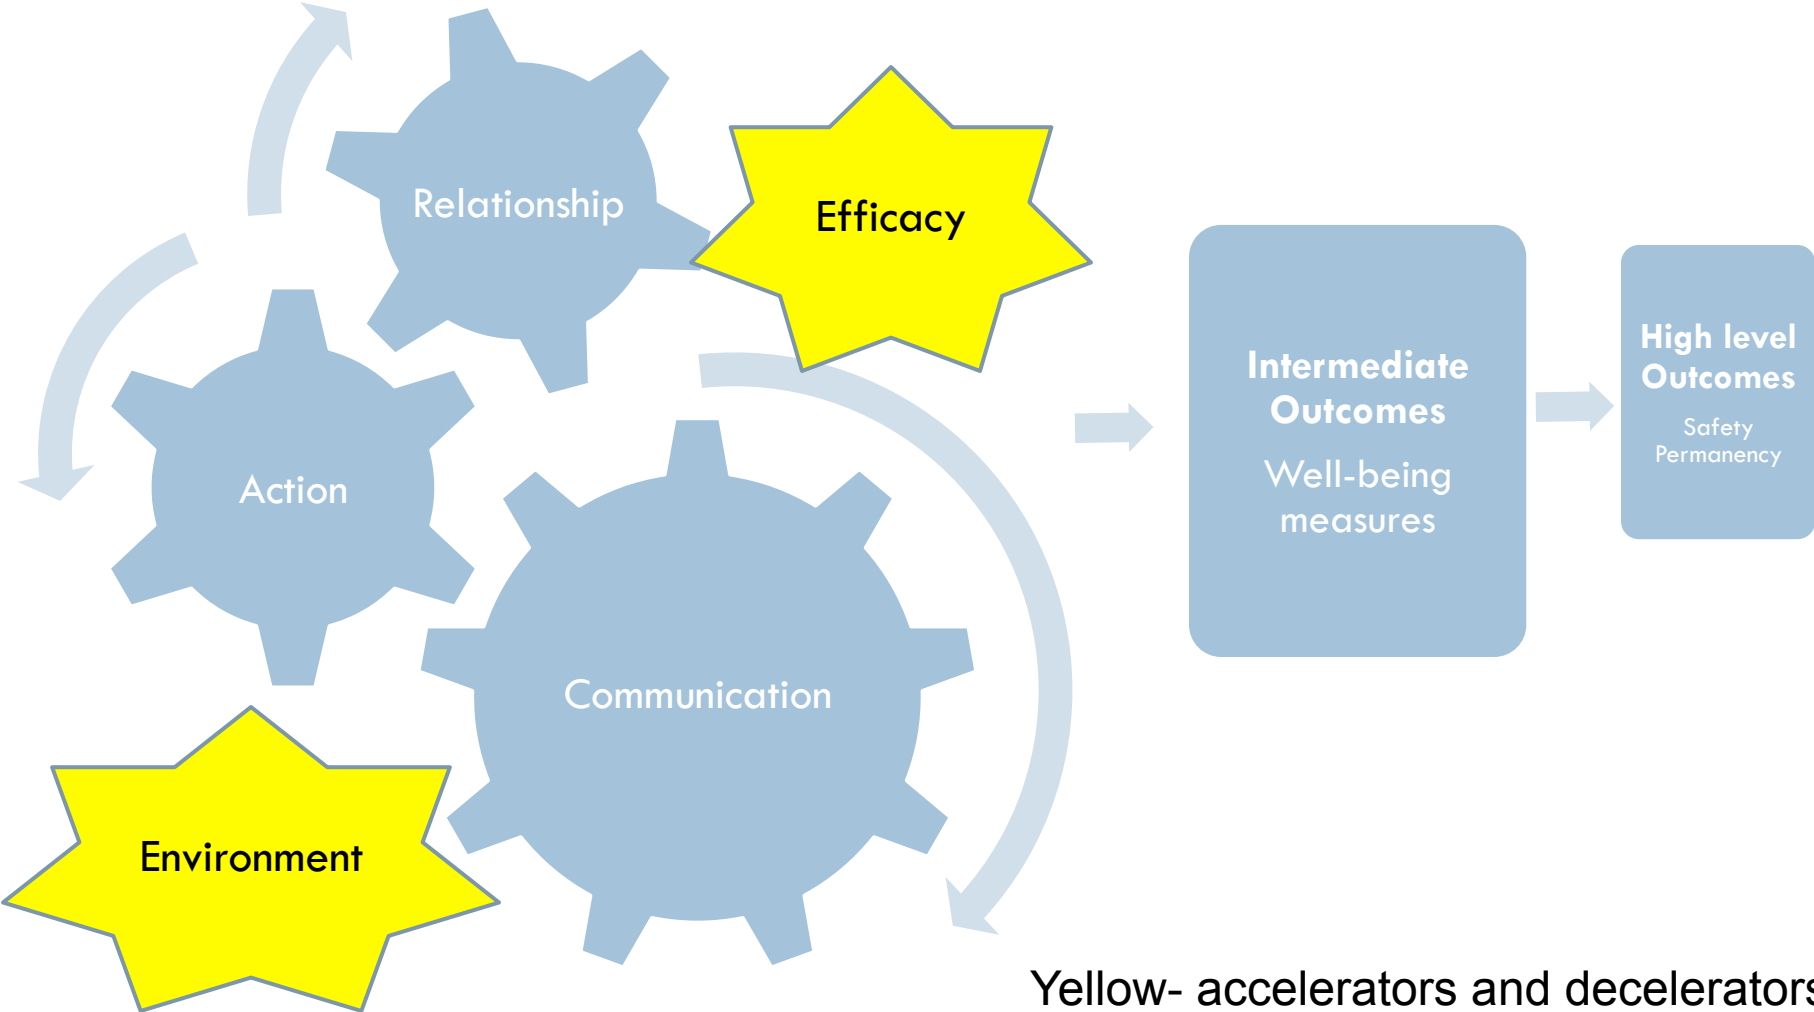 Relationship
Efficacy
Action
Communication
Environment
Intermediate
Outcomes
Well-being
measures
High level
Outcomes
Safety
Permanency
Yellow- accelerators and decelerators